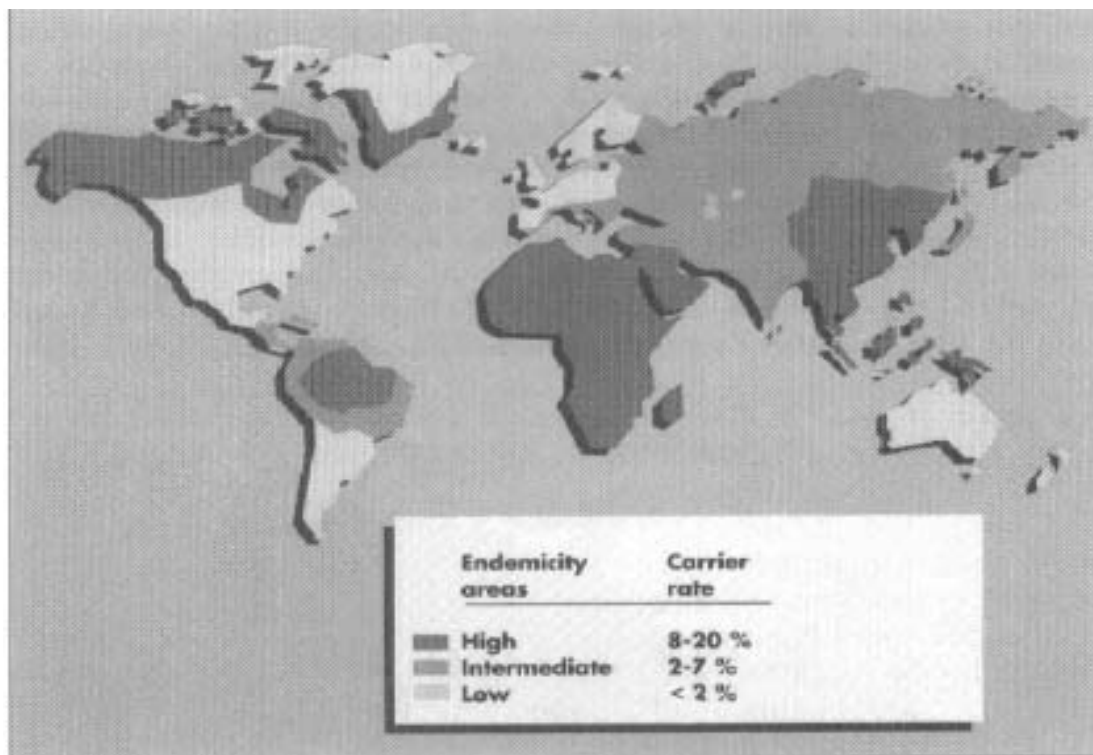 Endemicity areas Carrier rate
High 8-20 %
Intermediate 2-7 %
Low < 2 %